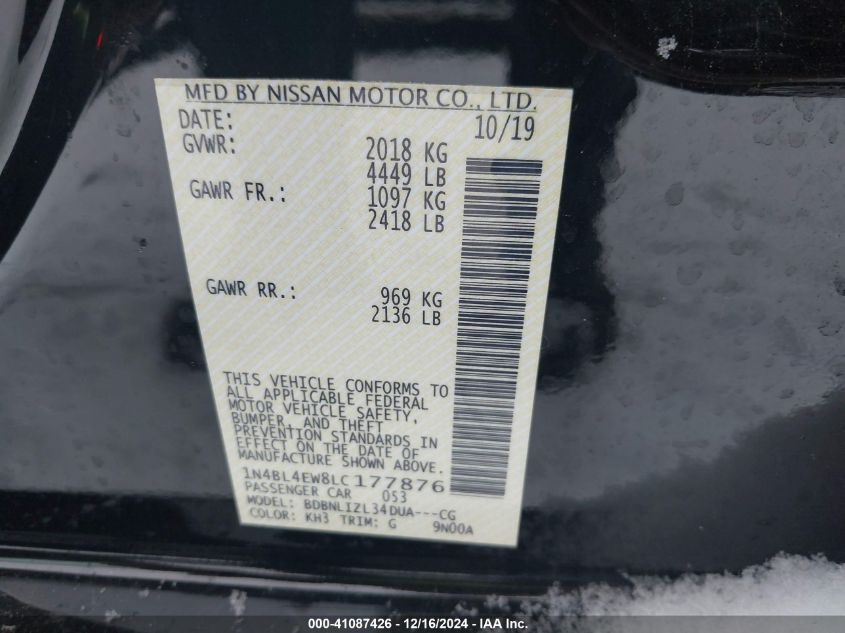 MFD BY NISSAN MOTOR CO., LTD.
DATE: 10/19
GVWR: 2018 KG
4449 LB
GAWR FR.: 1097 KG
2418 LB
GAWR RR.: 969 KG
2136 LB
THIS VEHICLE CONFORMS TO
ALL APPLICABLE FEDERAL
MOTOR VEHICLE SAFETY,
BUMPER, AND THEFT
PREVENTION STANDARDS IN
EFFECT ON THE DATE OF
MANUFACTURE SHOWN ABOVE.
1N4BL4EW8LC177876
PASSENGER CAR 053
MODEL: BDBNLIZL34DUA---CG
COLOR: KH3 TRIM: G 9N00A
000-41087426 - 12/16/2024 - IAA Inc.